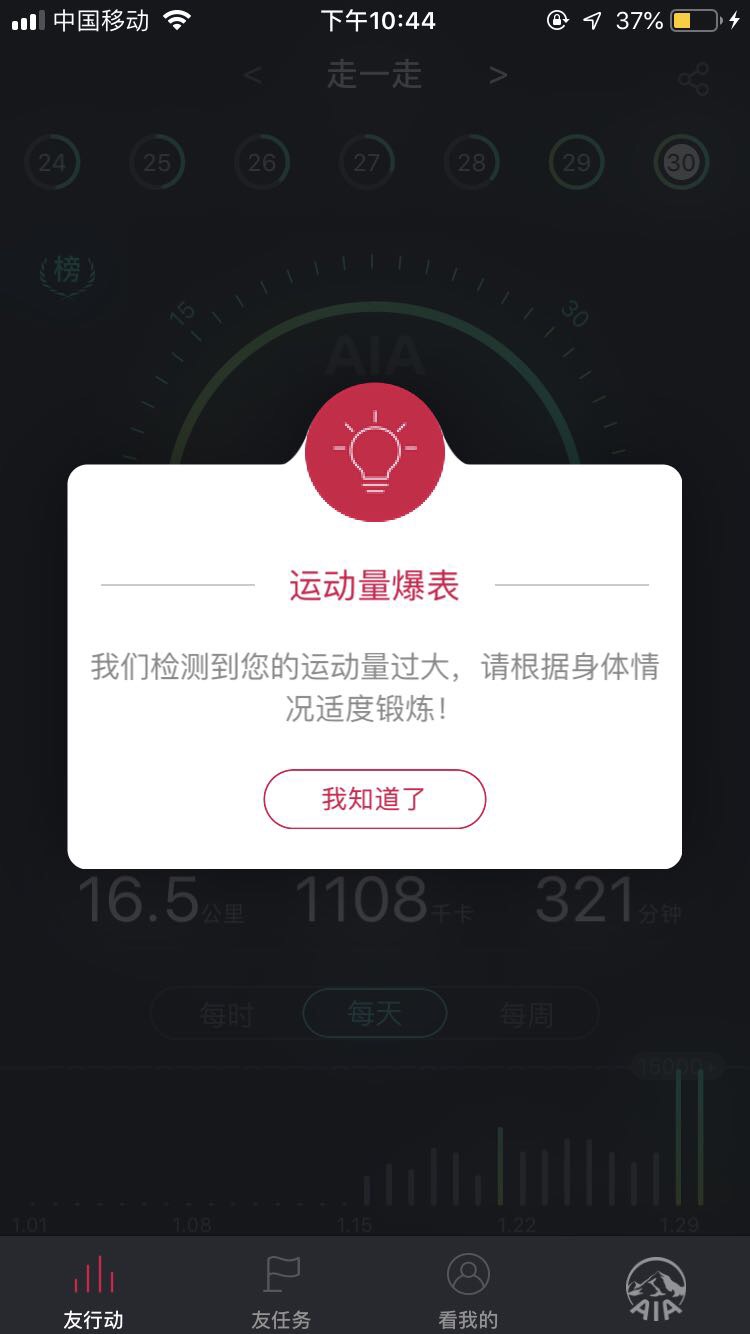 中国移动 下午10:44 37%
< 走一走 >
24 25 26 27 28 29 30
榜
15 30
AIA
运动量爆表
我们检测到您的运动量过大，请根据身体情
况适度锻炼！
我知道了
16.5公里 1108千卡 321分钟
每时 每天 每周
1.01 1.08 1.15 1.22 1.29
友行动 友任务 看我的 AIA